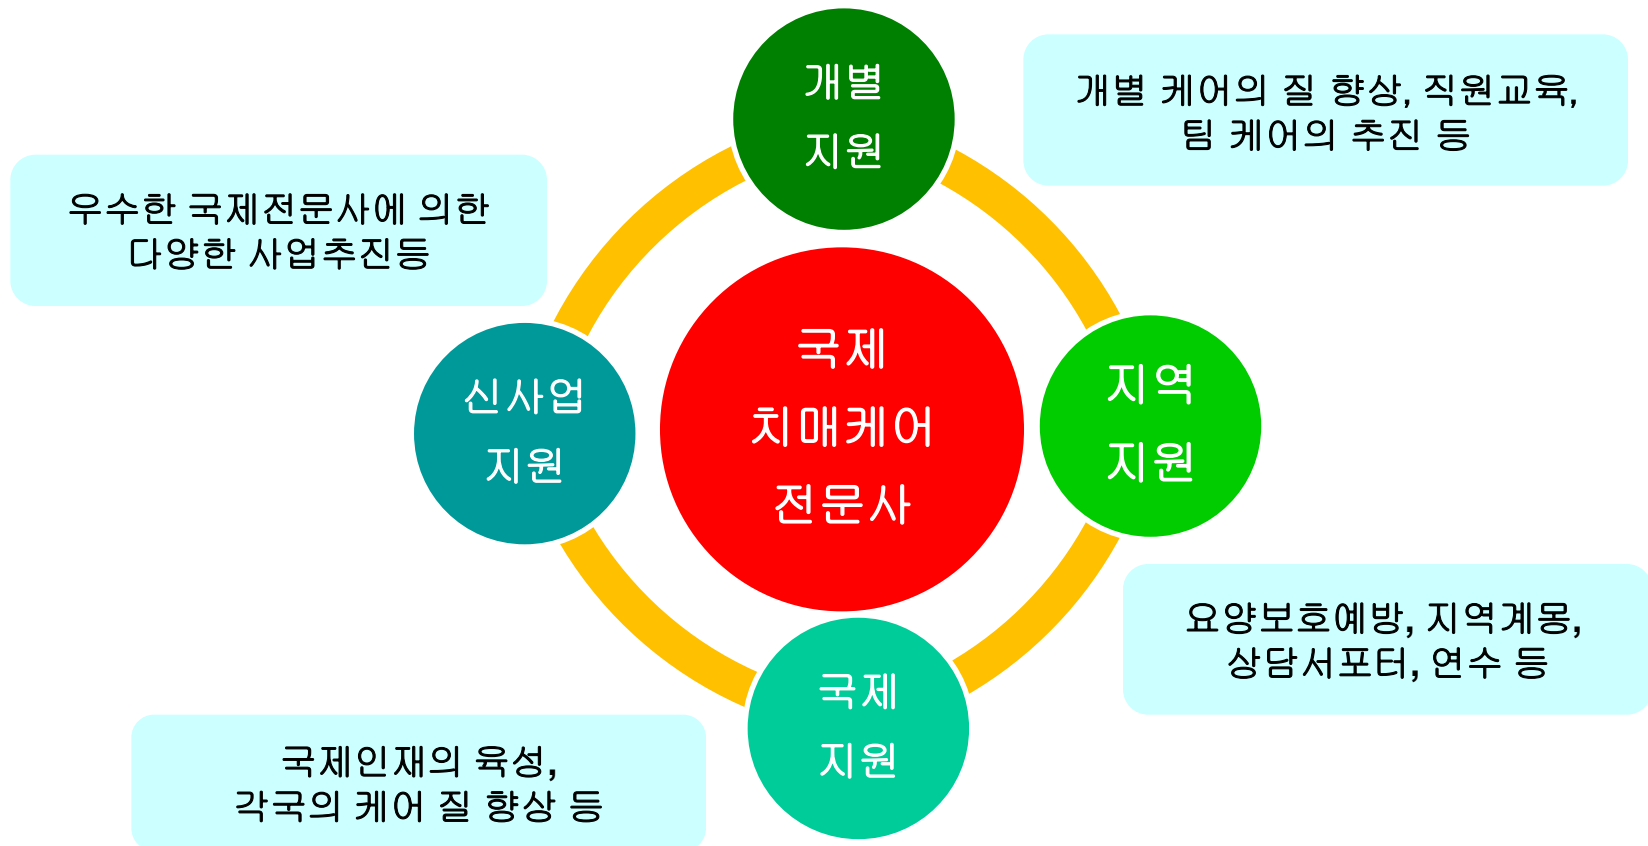 개별
지원
개별 케어의 질 향상, 직원교육,
팀 케어의 추진 등
우수한 국제전문사에 의한
다양한 사업추진등
국제
치매케어
전문사
신사업
지원
지역
지원
요양보호예방, 지역계몽,
상담서포터, 연수 등
국제
지원
국제인재의 육성,
각국의 케어 질 향상 등